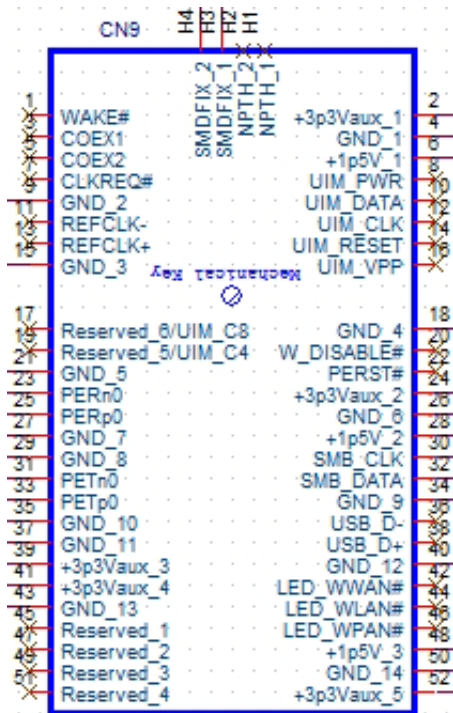 CN9
H4
H3
H2
H1
SMDFIX_2
SMDFIX_1
NPTH_2
NPTH_1
1 WAKE# +3p3Vaux_1 2
3 COEX1 GND_1 4
5 COEX2 +1p5V_1 6
7 CLKREQ# UIM_PWR 8
9 GND_2 UIM_DATA 10
11 REFCLK- UIM_CLK 12
13 REFCLK+ UIM_RESET 14
15 GND_3 UIM_VPP 16
Mechanical Key
17 Reserved_6/UIM_C8 GND_4 18
19 Reserved_5/UIM_C4 W_DISABLE# 20
21 GND_5 PERST# 22
23 PERn0 +3p3Vaux_2 24
25 PERp0 GND_6 26
27 GND_7 +1p5V_2 28
29 GND_8 SMB_CLK 30
31 PETn0 SMB_DATA 32
33 PETp0 GND_9 34
35 GND_10 USB_D- 36
37 GND_11 USB_D+ 38
39 +3p3Vaux_3 GND_12 40
41 +3p3Vaux_4 LED_WWAN# 42
43 GND_13 LED_WLAN# 44
45 Reserved_1 LED_WPAN# 46
47 Reserved_2 +1p5V_3 48
49 Reserved_3 GND_14 50
51 Reserved_4 +3p3Vaux_5 52